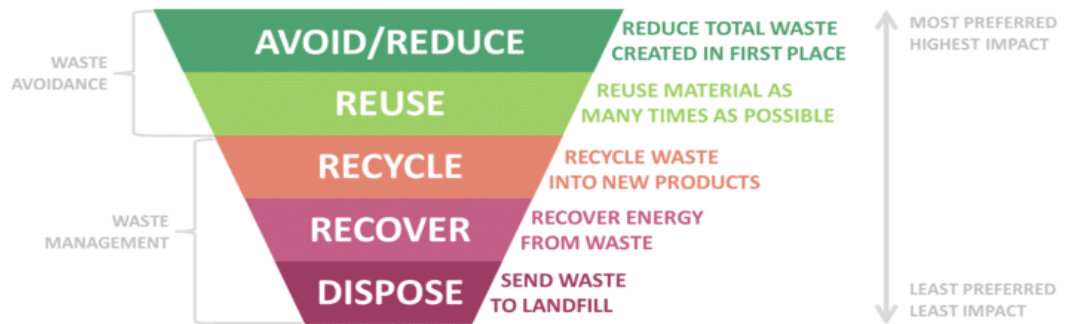 WASTE
AVOIDANCE
AVOID/REDUCE
REDUCE TOTAL WASTE
CREATED IN FIRST PLACE
MOST PREFERRED
HIGHEST IMPACT
REUSE
REUSE MATERIAL AS
MANY TIMES AS POSSIBLE
RECYCLE
RECYCLE WASTE
INTO NEW PRODUCTS
WASTE
MANAGEMENT
RECOVER
RECOVER ENERGY
FROM WASTE
DISPOSE
SEND WASTE
TO LANDFILL
LEAST PREFERRED
LEAST IMPACT